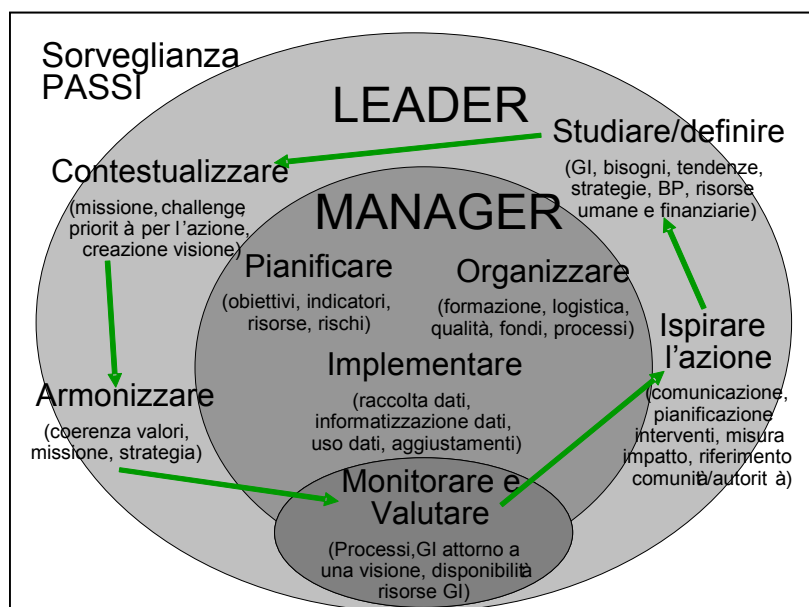 Sorveglianza
PASSI
LEADER
Studiare/definire
(GI, bisogni, tendenze,
strategie, BP, risorse
umane e finanziarie)
Contestualizzare
(missione, challenge,
priorit à per l'azione,
creazione visione)
MANAGER
Pianificare
(obiettivi, indicatori,
risorse, rischi)
Organizzare
(formazione, logistica,
qualità, fondi, processi)
Ispirare
l'azione
(comunicazione,
pianificazione
interventi, misura
impatto, riferimento
comunità/autorit à)
Implementare
(raccolta dati,
informatizzazione dati,
uso dati, aggiustamenti)
Armonizzare
(coerenza valori,
missione, strategia)
Monitorare e
Valutare
(Processi,GI attorno a
una visione, disponibilità
risorse GI)